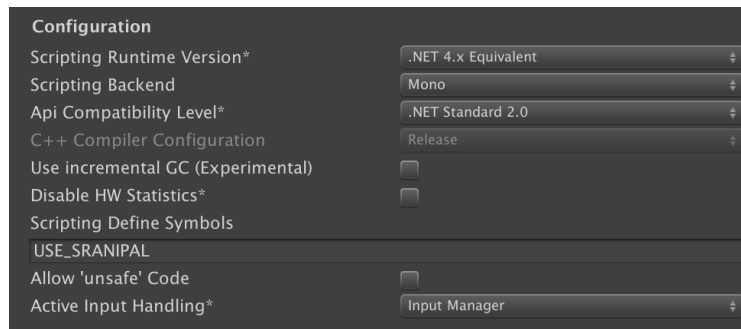 Configuration
Scripting Runtime Version* .NET 4.x Equivalent
Scripting Backend Mono
Api Compatibility Level* .NET Standard 2.0
C++ Compiler Configuration Release
Use incremental GC (Experimental)
Disable HW Statistics*
Scripting Define Symbols
USE_SRANIPAL
Allow 'unsafe' Code
Active Input Handling* Input Manager